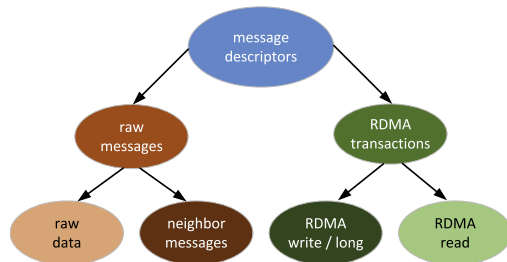 message
descriptors
raw
messages
RDMA
transactions
raw
data
neighbor
messages
RDMA
write / long
RDMA
read